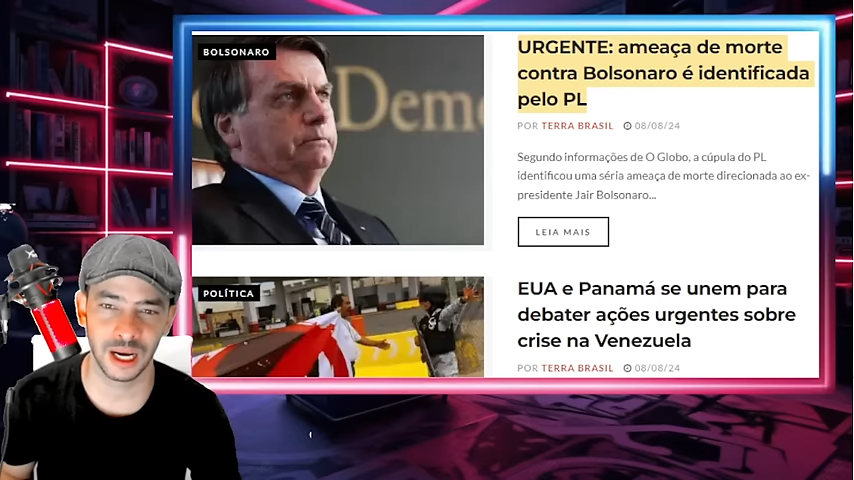 BOLSONARO
Demo
URGENTE: ameaça de morte
contra Bolsonaro é identificada
pelo PL
POR TERRA BRASIL 08/08/24
Segundo informações de O Globo, a cúpula do PL
identificou uma séria ameaça de morte direcionada ao ex-
presidente Jair Bolsonaro...
LEIA MAIS
POLÍTICA
EUA e Panamá se unem para
debater ações urgentes sobre
crise na Venezuela
POR TERRA BRASIL 08/08/24